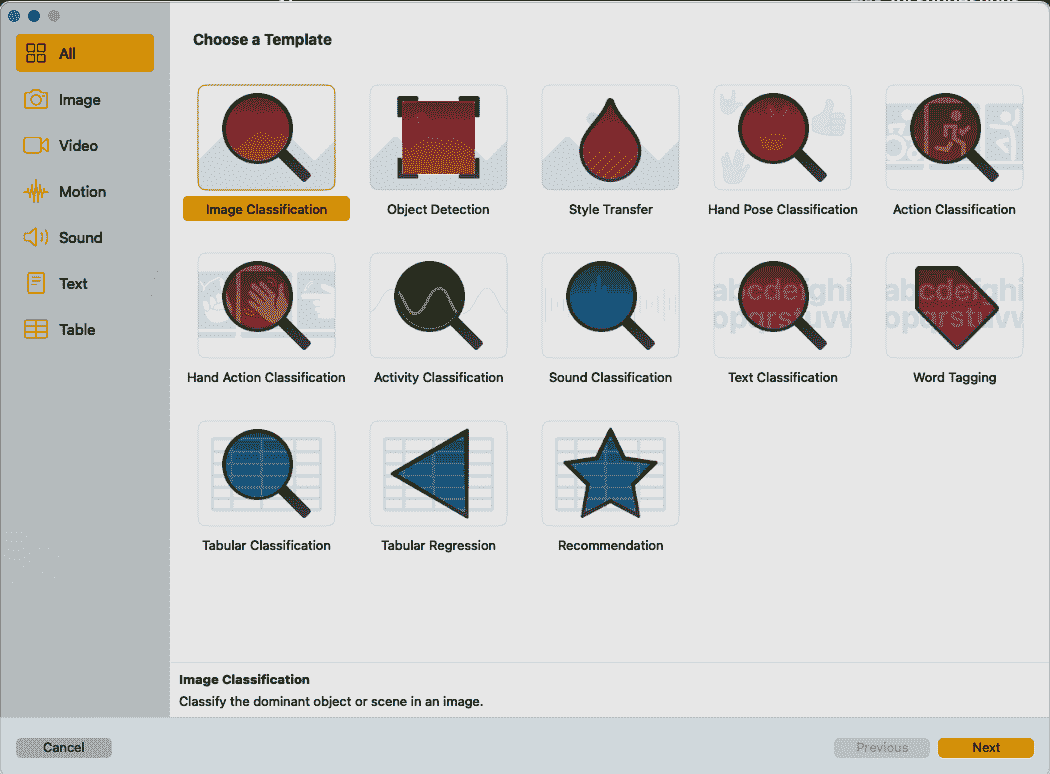 Choose a Template
All
Image
Video
Motion
Sound
Text
Table
Image Classification
Object Detection
Style Transfer
Hand Pose Classification
Action Classification
Hand Action Classification
Activity Classification
Sound Classification
Text Classification
Word Tagging
abcdefghi
abcdefghi
Tabular Classification
Tabular Regression
Recommendation
Image Classification
Classify the dominant object or scene in an image.
Cancel
Previous
Next